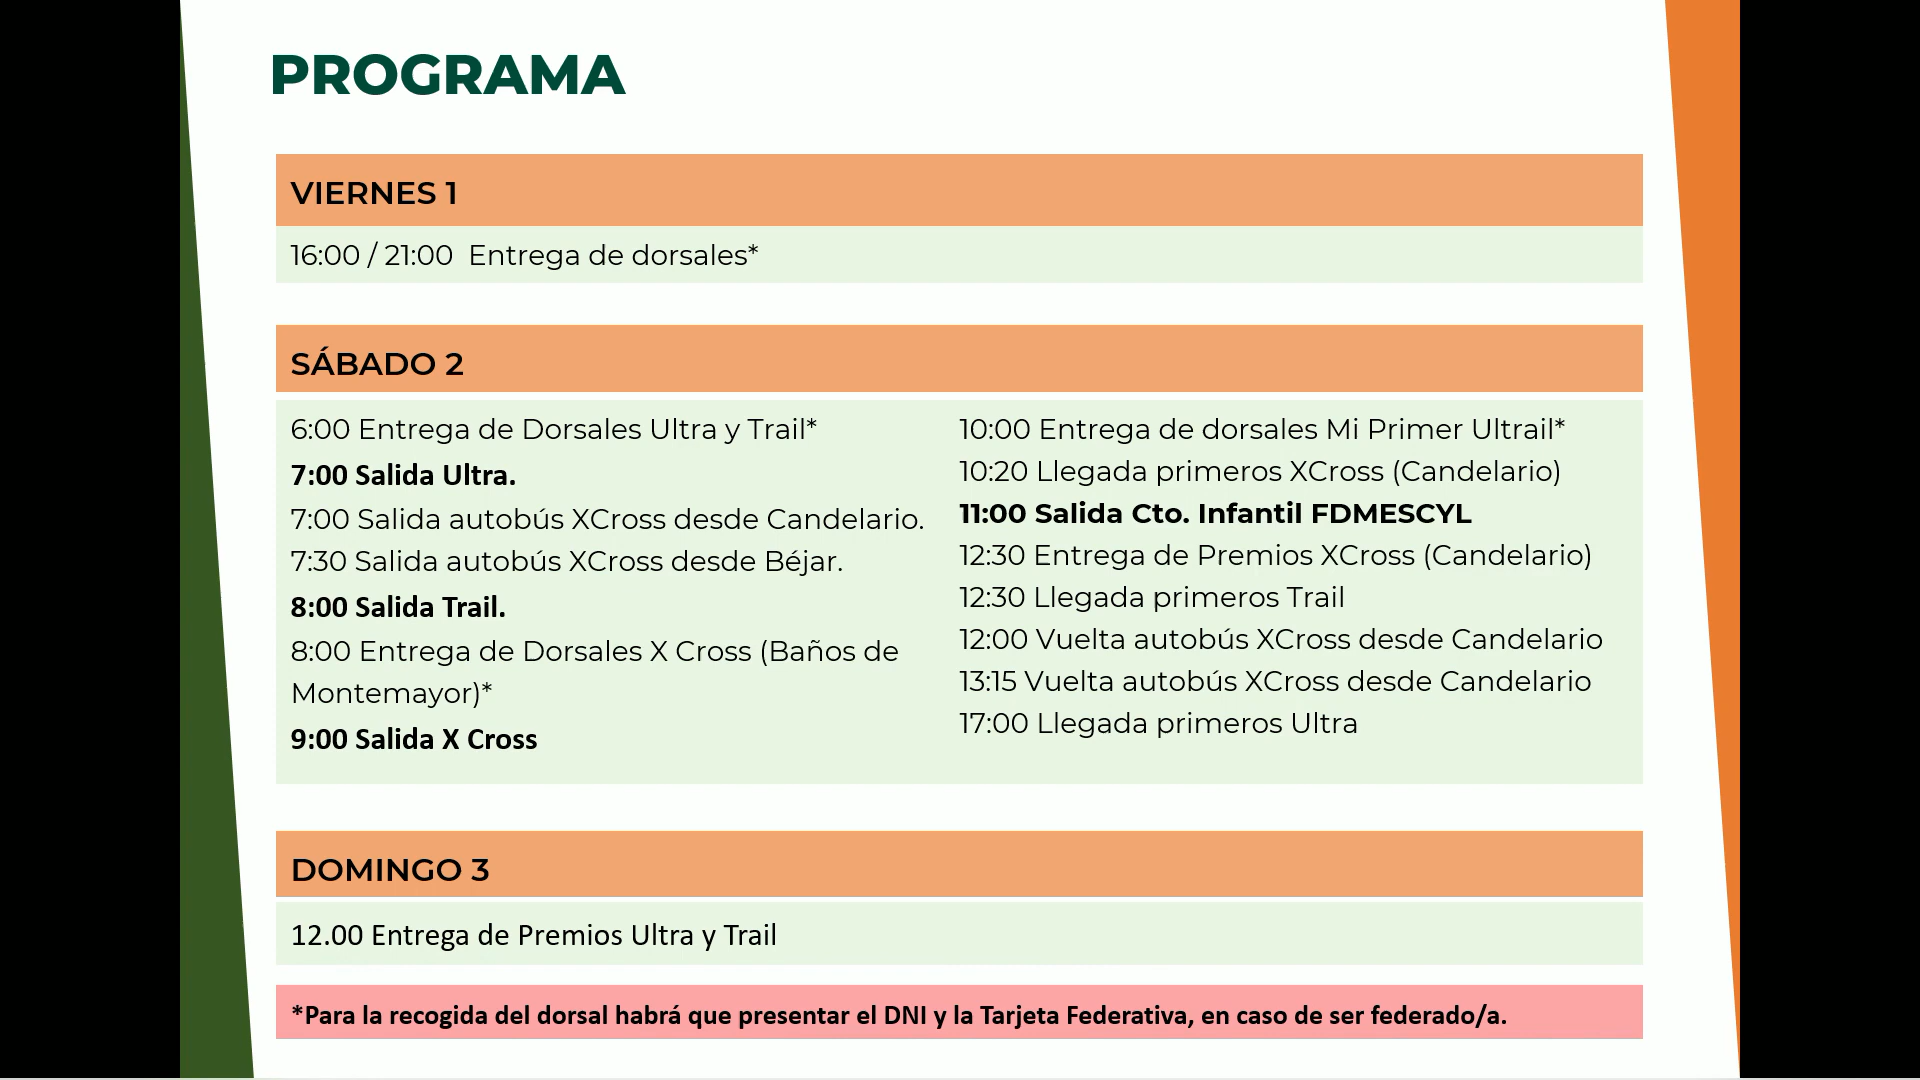 PROGRAMA
VIERNES 1
16:00 / 21:00  Entrega de dorsales*
SÁBADO 2
6:00 Entrega de Dorsales Ultra y Trail*
7:00 Salida Ultra.
7:00 Salida autobús XCross desde Candelario.
7:30 Salida autobús XCross desde Béjar.
8:00 Salida Trail.
8:00 Entrega de Dorsales X Cross (Baños de
Montemayor)*
9:00 Salida X Cross
10:00 Entrega de dorsales Mi Primer Ultrail*
10:20 Llegada primeros XCross (Candelario)
11:00 Salida Cto. Infantil FDMESCYL
12:30 Entrega de Premios XCross (Candelario)
12:30 Llegada primeros Trail
12:00 Vuelta autobús XCross desde Candelario
13:15 Vuelta autobús XCross desde Candelario
17:00 Llegada primeros Ultra
DOMINGO 3
12.00 Entrega de Premios Ultra y Trail
*Para la recogida del dorsal habrá que presentar el DNI y la Tarjeta Federativa, en caso de ser federado/a.